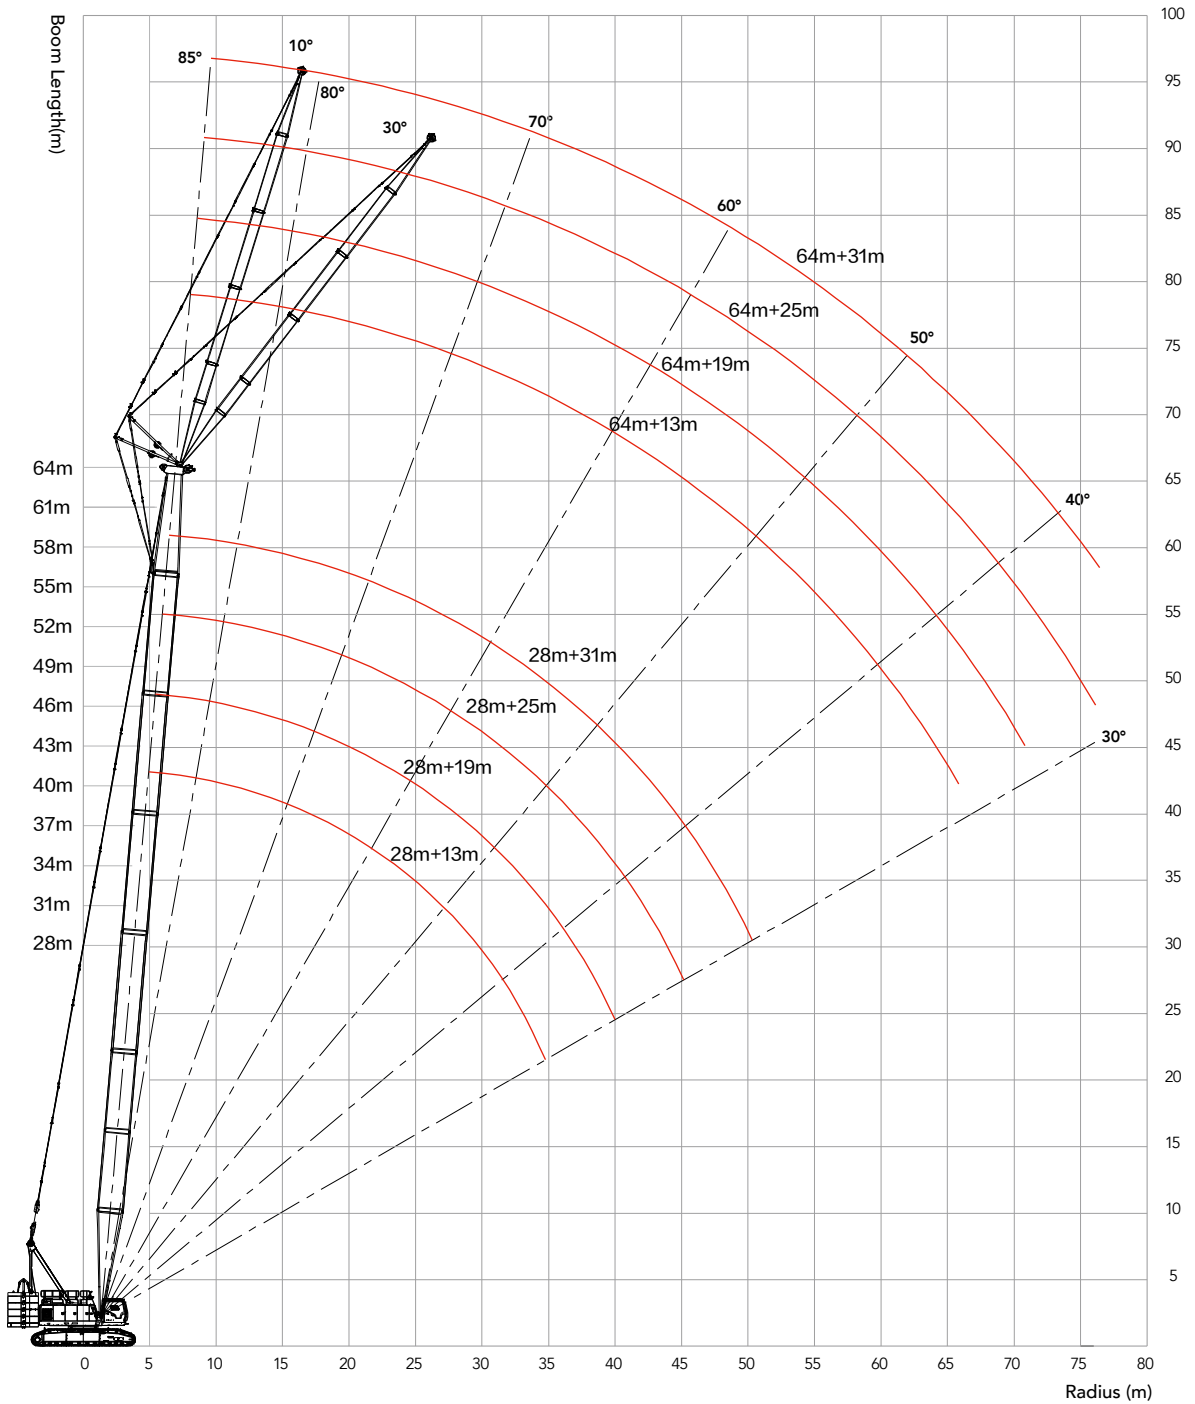 Boom Length(m)
100
85°
10°
80°
95
30°
70°
90
60°
85
64m+31m
80
64m+25m
50°
75
64m+19m
70
64m+13m
64m
65
40°
61m
58m
60
55m
52m
55
28m+31m
49m
50
46m
28m+25m
43m
30°
45
28m+19m
40m
40
37m
28m+13m
34m
35
31m
28m
30
25
20
15
10
5
0 5 10 15 20 25 30 35 40 45 50 55 60 65 70 75 80
Radius (m)